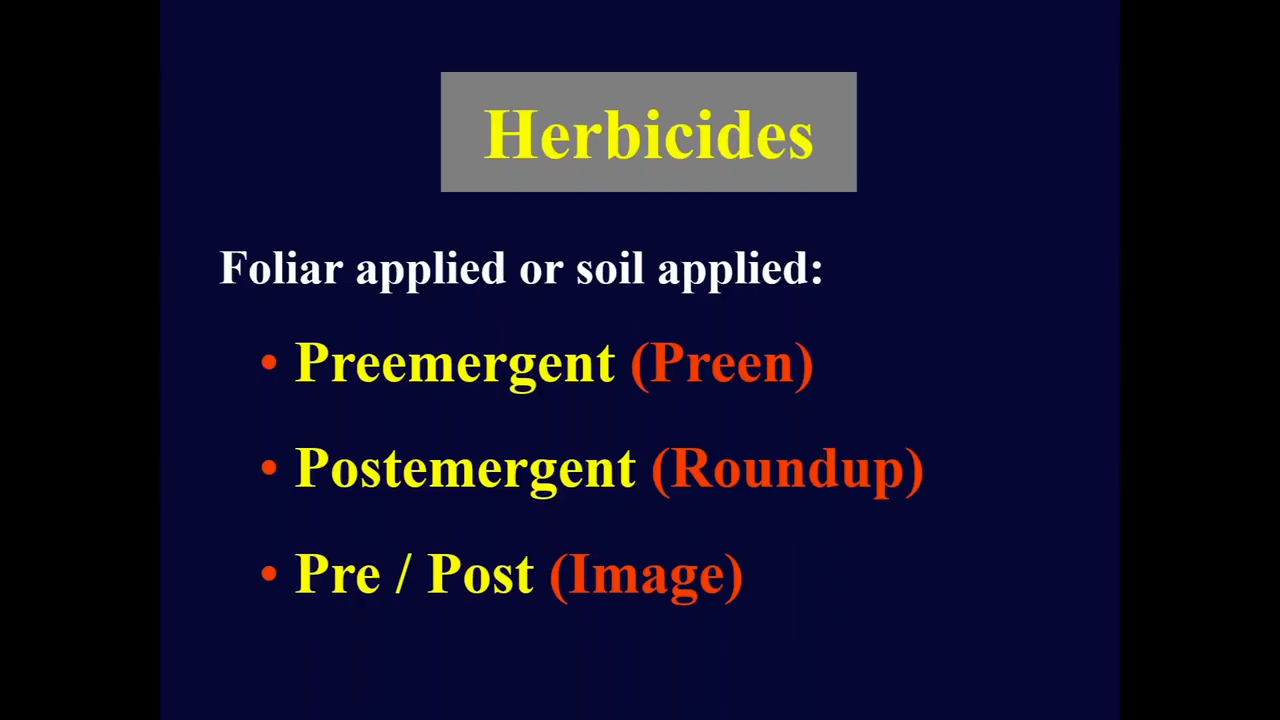 Herbicides
Foliar applied or soil applied:
• Preemergent (Preen)
• Postemergent (Roundup)
• Pre / Post (Image)